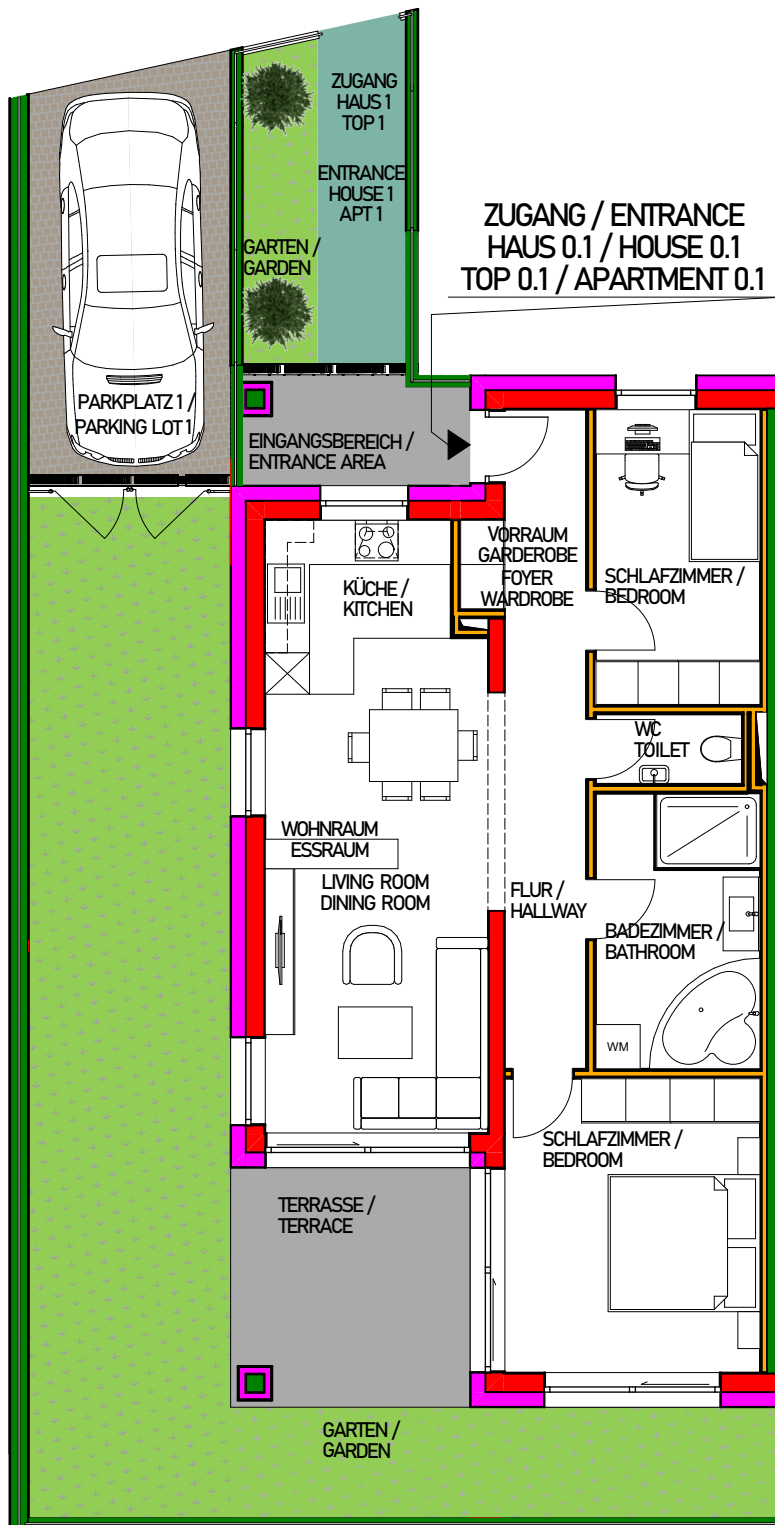 ZUGANG
HAUS 1
TOP 1
ENTRANCE
HOUSE 1
APT 1
ZUGANG / ENTRANCE
HAUS 0.1 / HOUSE 0.1
TOP 0.1 / APARTMENT 0.1
GARTEN /
GARDEN
PARKPLATZ 1 /
PARKING LOT 1
EINGANGSBEREICH /
ENTRANCE AREA
VORRAUM
GARDEROBE
FOYER
WARDROBE
KÜCHE /
KITCHEN
SCHLAFZIMMER /
BEDROOM
WC
TOILET
WOHNRAUM
ESSRAUM
LIVING ROOM
DINING ROOM
FLUR /
HALLWAY
BADEZIMMER /
BATHROOM
WM
SCHLAFZIMMER /
BEDROOM
TERRASSE /
TERRACE
GARTEN /
GARDEN